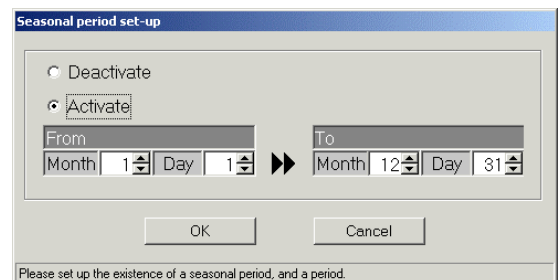 Seasonal period set-up
Deactivate
Activate
From To
Month 1 Day 1 Month 12 Day 31
OK Cancel
Please set up the existence of a seasonal period, and a period.